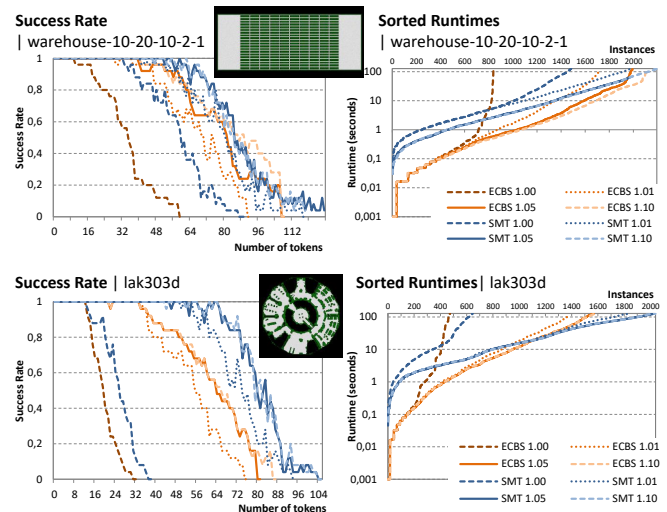 Success Rate
| warehouse-10-20-10-2-1
1
0,8
0,6
0,4
0,2
0
Success Rate
0 16 32 48 64 80 96 112 128
Number of tokens
Sorted Runtimes
| warehouse-10-20-10-2-1
Instances
0 200 400 600 800 1000 1200 1400 1600 1800 2000
100
10
1
0,1
0,01
0,001
Runtime (seconds)
ECBS 1.00 ECBS 1.01
ECBS 1.05 ECBS 1.10
SMT 1.00 SMT 1.01
SMT 1.05 SMT 1.10
Success Rate | lak303d
1
0,8
0,6
0,4
0,2
0
Success Rate
0 8 16 24 32 40 48 56 64 72 80 88 96 104
Number of tokens
Sorted Runtimes| lak303d
Instances
0 200 400 600 800 1000 1200 1400 1600 1800 2000
100
10
1
0,1
0,01
0,001
Runtime (seconds)
ECBS 1.00 ECBS 1.01
ECBS 1.05 ECBS 1.10
SMT 1.00 SMT 1.01
SMT 1.05 SMT 1.10